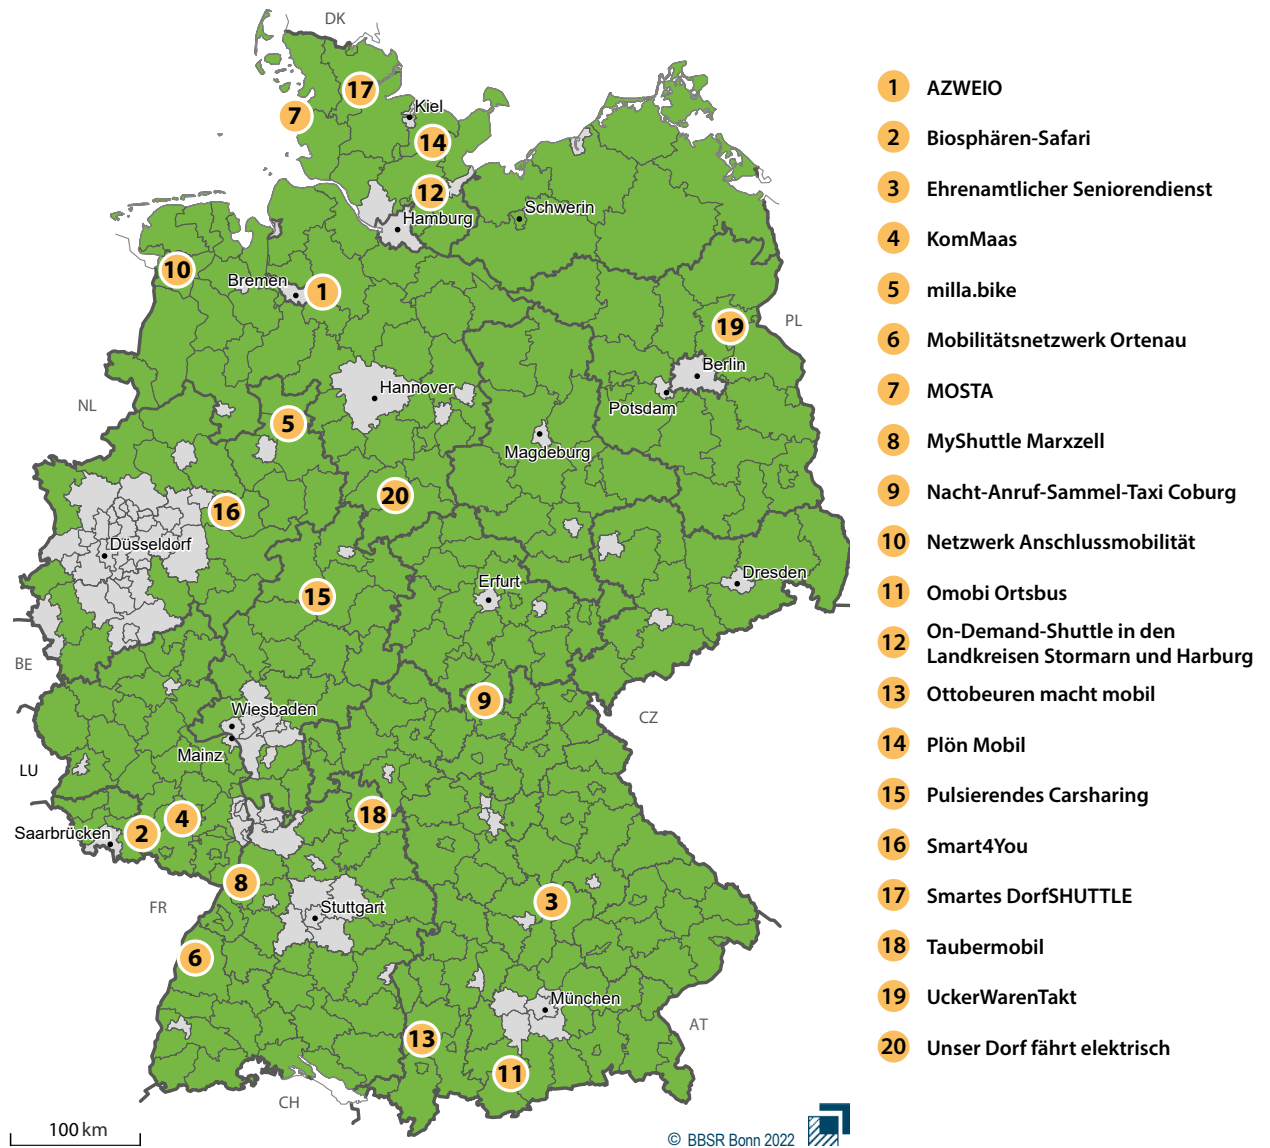 DK
17
7
Kiel
14
12
Hamburg
Schwerin
10
Bremen
1
19
PL
Berlin
Hannover
Potsdam
NL
5
Magdeburg
20
16
Düsseldorf
Dresden
Erfurt
15
BE
9
Wiesbaden
CZ
Mainz
LU
18
4
Saarbrücken
2
8
3
FR
Stuttgart
6
München
AT
13
11
CH
100 km
© BBSR Bonn 2022
1 AZWEIO
2 Biosphären-Safari
3 Ehrenamtlicher Seniorendienst
4 KomMaas
5 milla.bike
6 Mobilitätsnetzwerk Ortenau
7 MOSTA
8 MyShuttle Marxzell
9 Nacht-Anruf-Sammel-Taxi Coburg
10 Netzwerk Anschlussmobilität
11 Omobi Ortsbus
12 On-Demand-Shuttle in den
Landkreisen Stormarn und Harburg
13 Ottobeuren macht mobil
14 Plön Mobil
15 Pulsierendes Carsharing
16 Smart4You
17 Smartes DorfSHUTTLE
18 Taubermobil
19 UckerWarenTakt
20 Unser Dorf fährt elektrisch